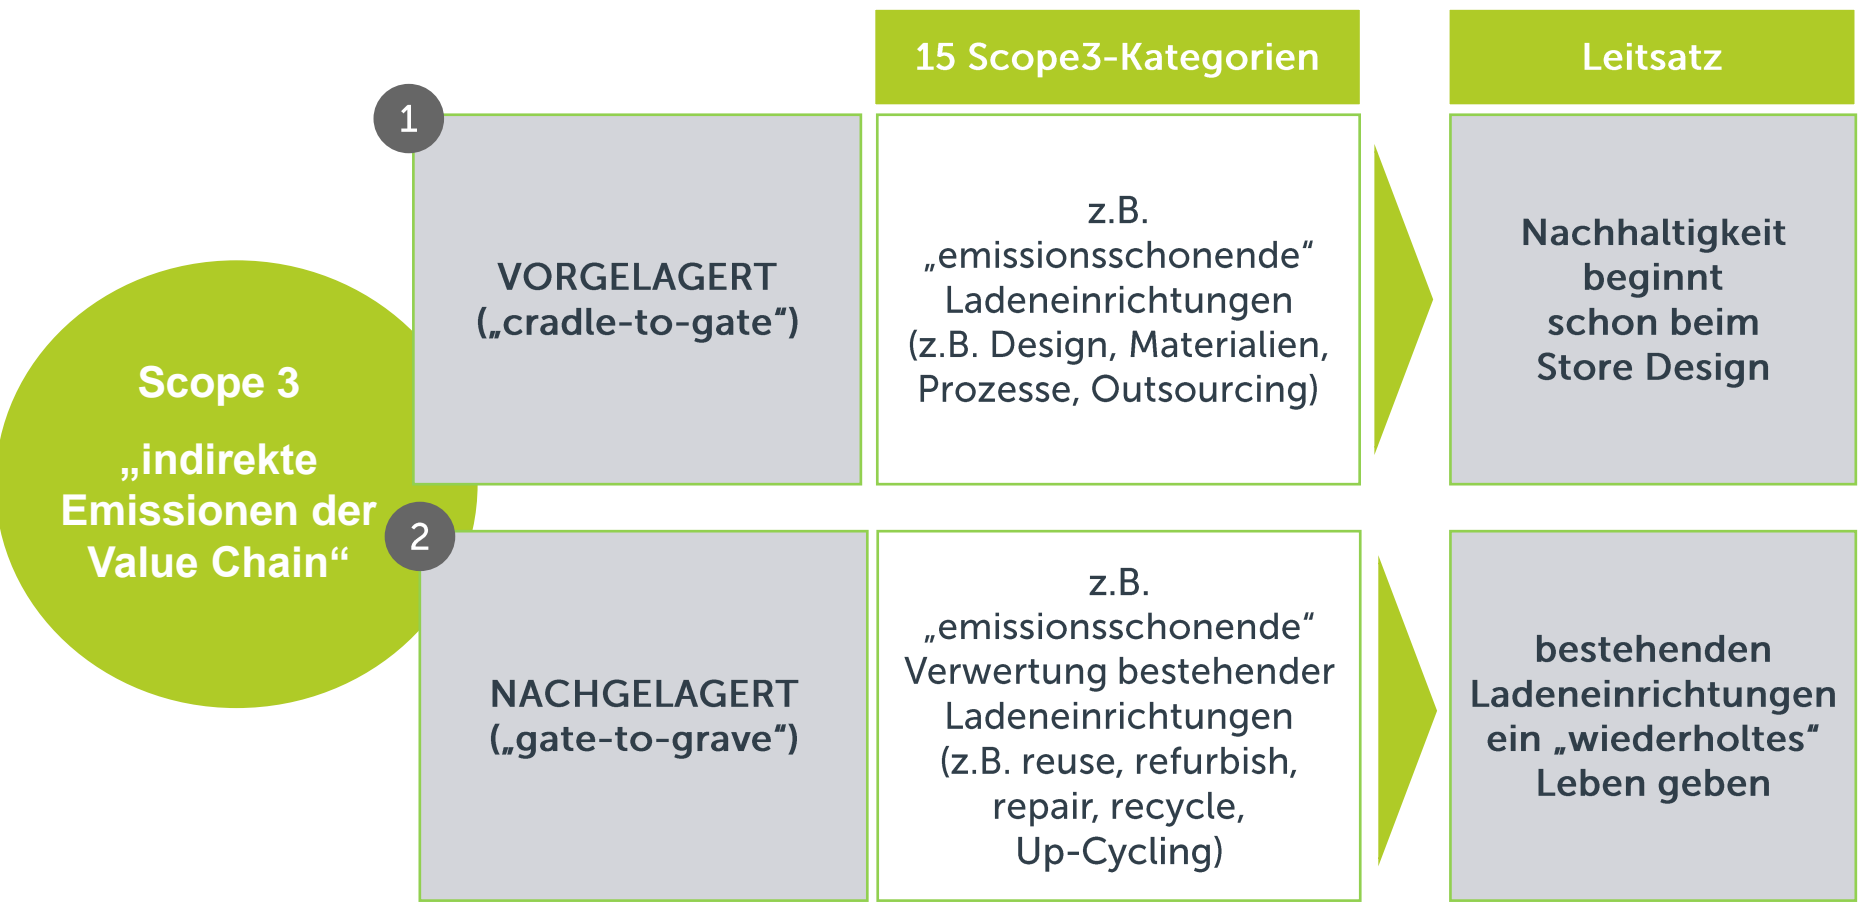 15 Scope3-Kategorien
Leitsatz
Scope 3
„indirekte
Emissionen der
Value Chain“
1
VORGELAGERT
(„cradle-to-gate“)
z.B.
„emissionsschonende“
Ladeneinrichtungen
(z.B. Design, Materialien,
Prozesse, Outsourcing)
Nachhaltigkeit
beginnt
schon beim
Store Design
2
NACHGELAGERT
(„gate-to-grave“)
z.B.
„emissionsschonende“
Verwertung bestehender
Ladeneinrichtungen
(z.B. reuse, refurbish,
repair, recycle,
Up-Cycling)
bestehenden
Ladeneinrichtungen
ein „wiederholtes“
Leben geben